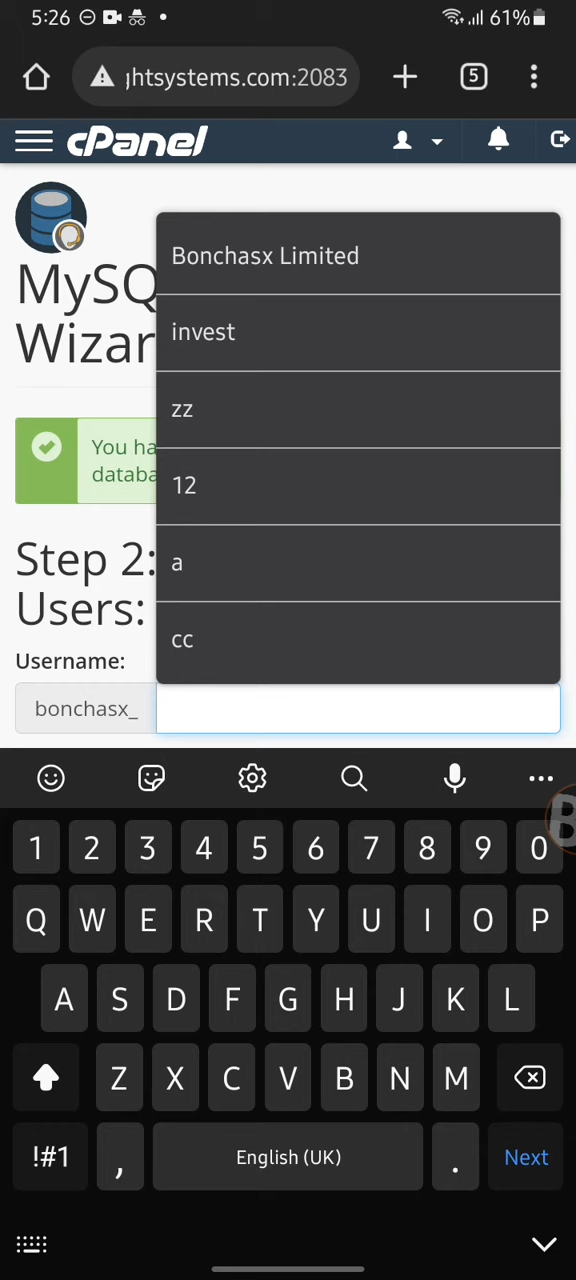 5:26
61%
ghtsystems.com:2083
5
cPanel
MySQ
Wizar
Bonchasx Limited
invest
zz
12
a
cc
You ha
databa
Step 2:
Users:
Username:
bonchasx_
1 2 3 4 5 6 7 8 9 0
Q W E R T Y U I O P
A S D F G H J K L
Z X C V B N M
!#1 , English (UK) . Next